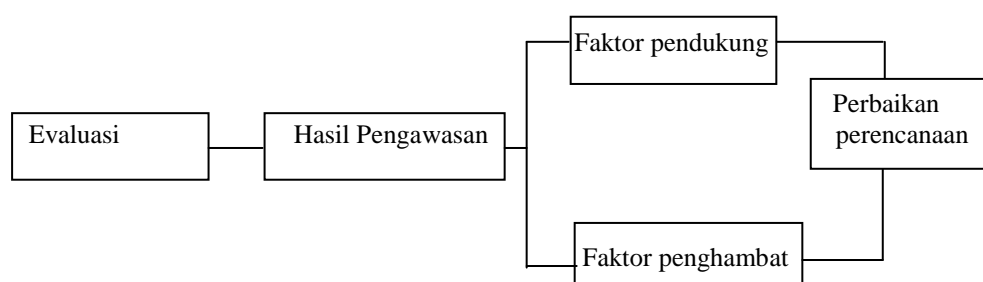 Faktor pendukung
Evaluasi
Hasil Pengawasan
Perbaikan
perencanaan
Faktor penghambat